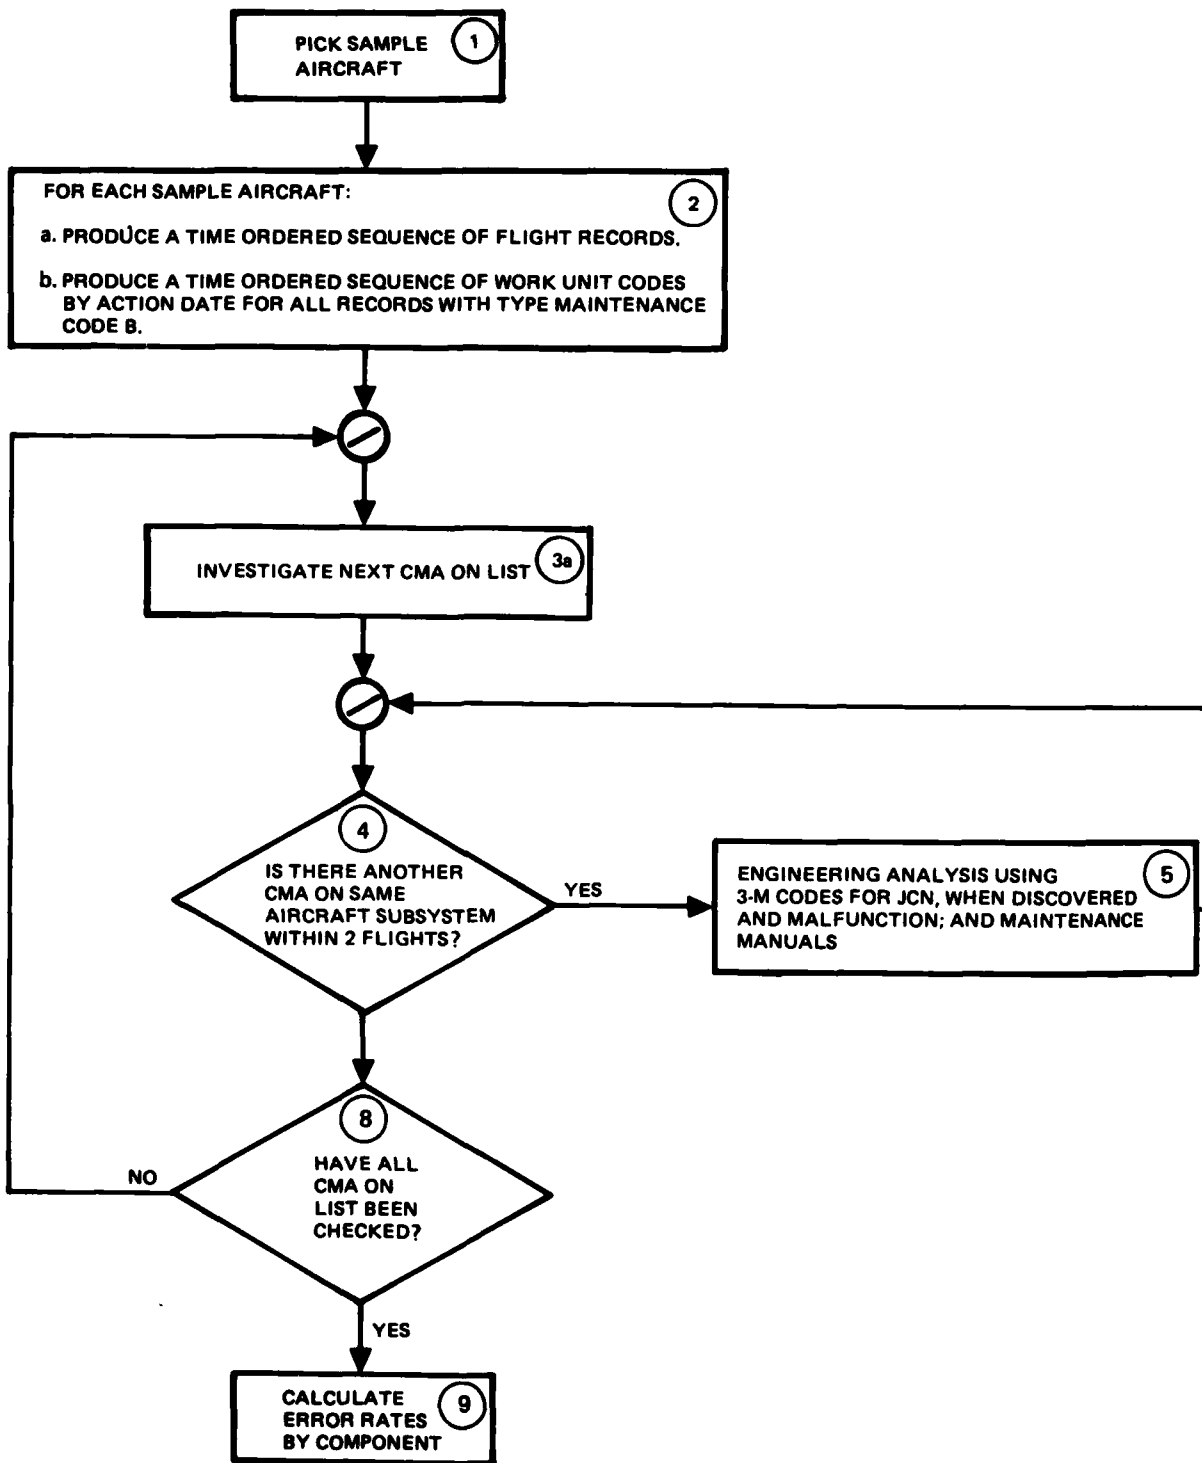 PICK SAMPLE
AIRCRAFT
1
FOR EACH SAMPLE AIRCRAFT:
2
a. PRODUCE A TIME ORDERED SEQUENCE OF FLIGHT RECORDS.
b. PRODUCE A TIME ORDERED SEQUENCE OF WORK UNIT CODES
BY ACTION DATE FOR ALL RECORDS WITH TYPE MAINTENANCE
CODE B.
INVESTIGATE NEXT CMA ON LIST
3a
4
IS THERE ANOTHER
CMA ON SAME
AIRCRAFT SUBSYSTEM
WITHIN 2 FLIGHTS?
YES
5
ENGINEERING ANALYSIS USING
3-M CODES FOR JCN, WHEN DISCOVERED
AND MALFUNCTION; AND MAINTENANCE
MANUALS
8
HAVE ALL
CMA ON
LIST BEEN
CHECKED?
NO
YES
CALCULATE
ERROR RATES
BY COMPONENT
9